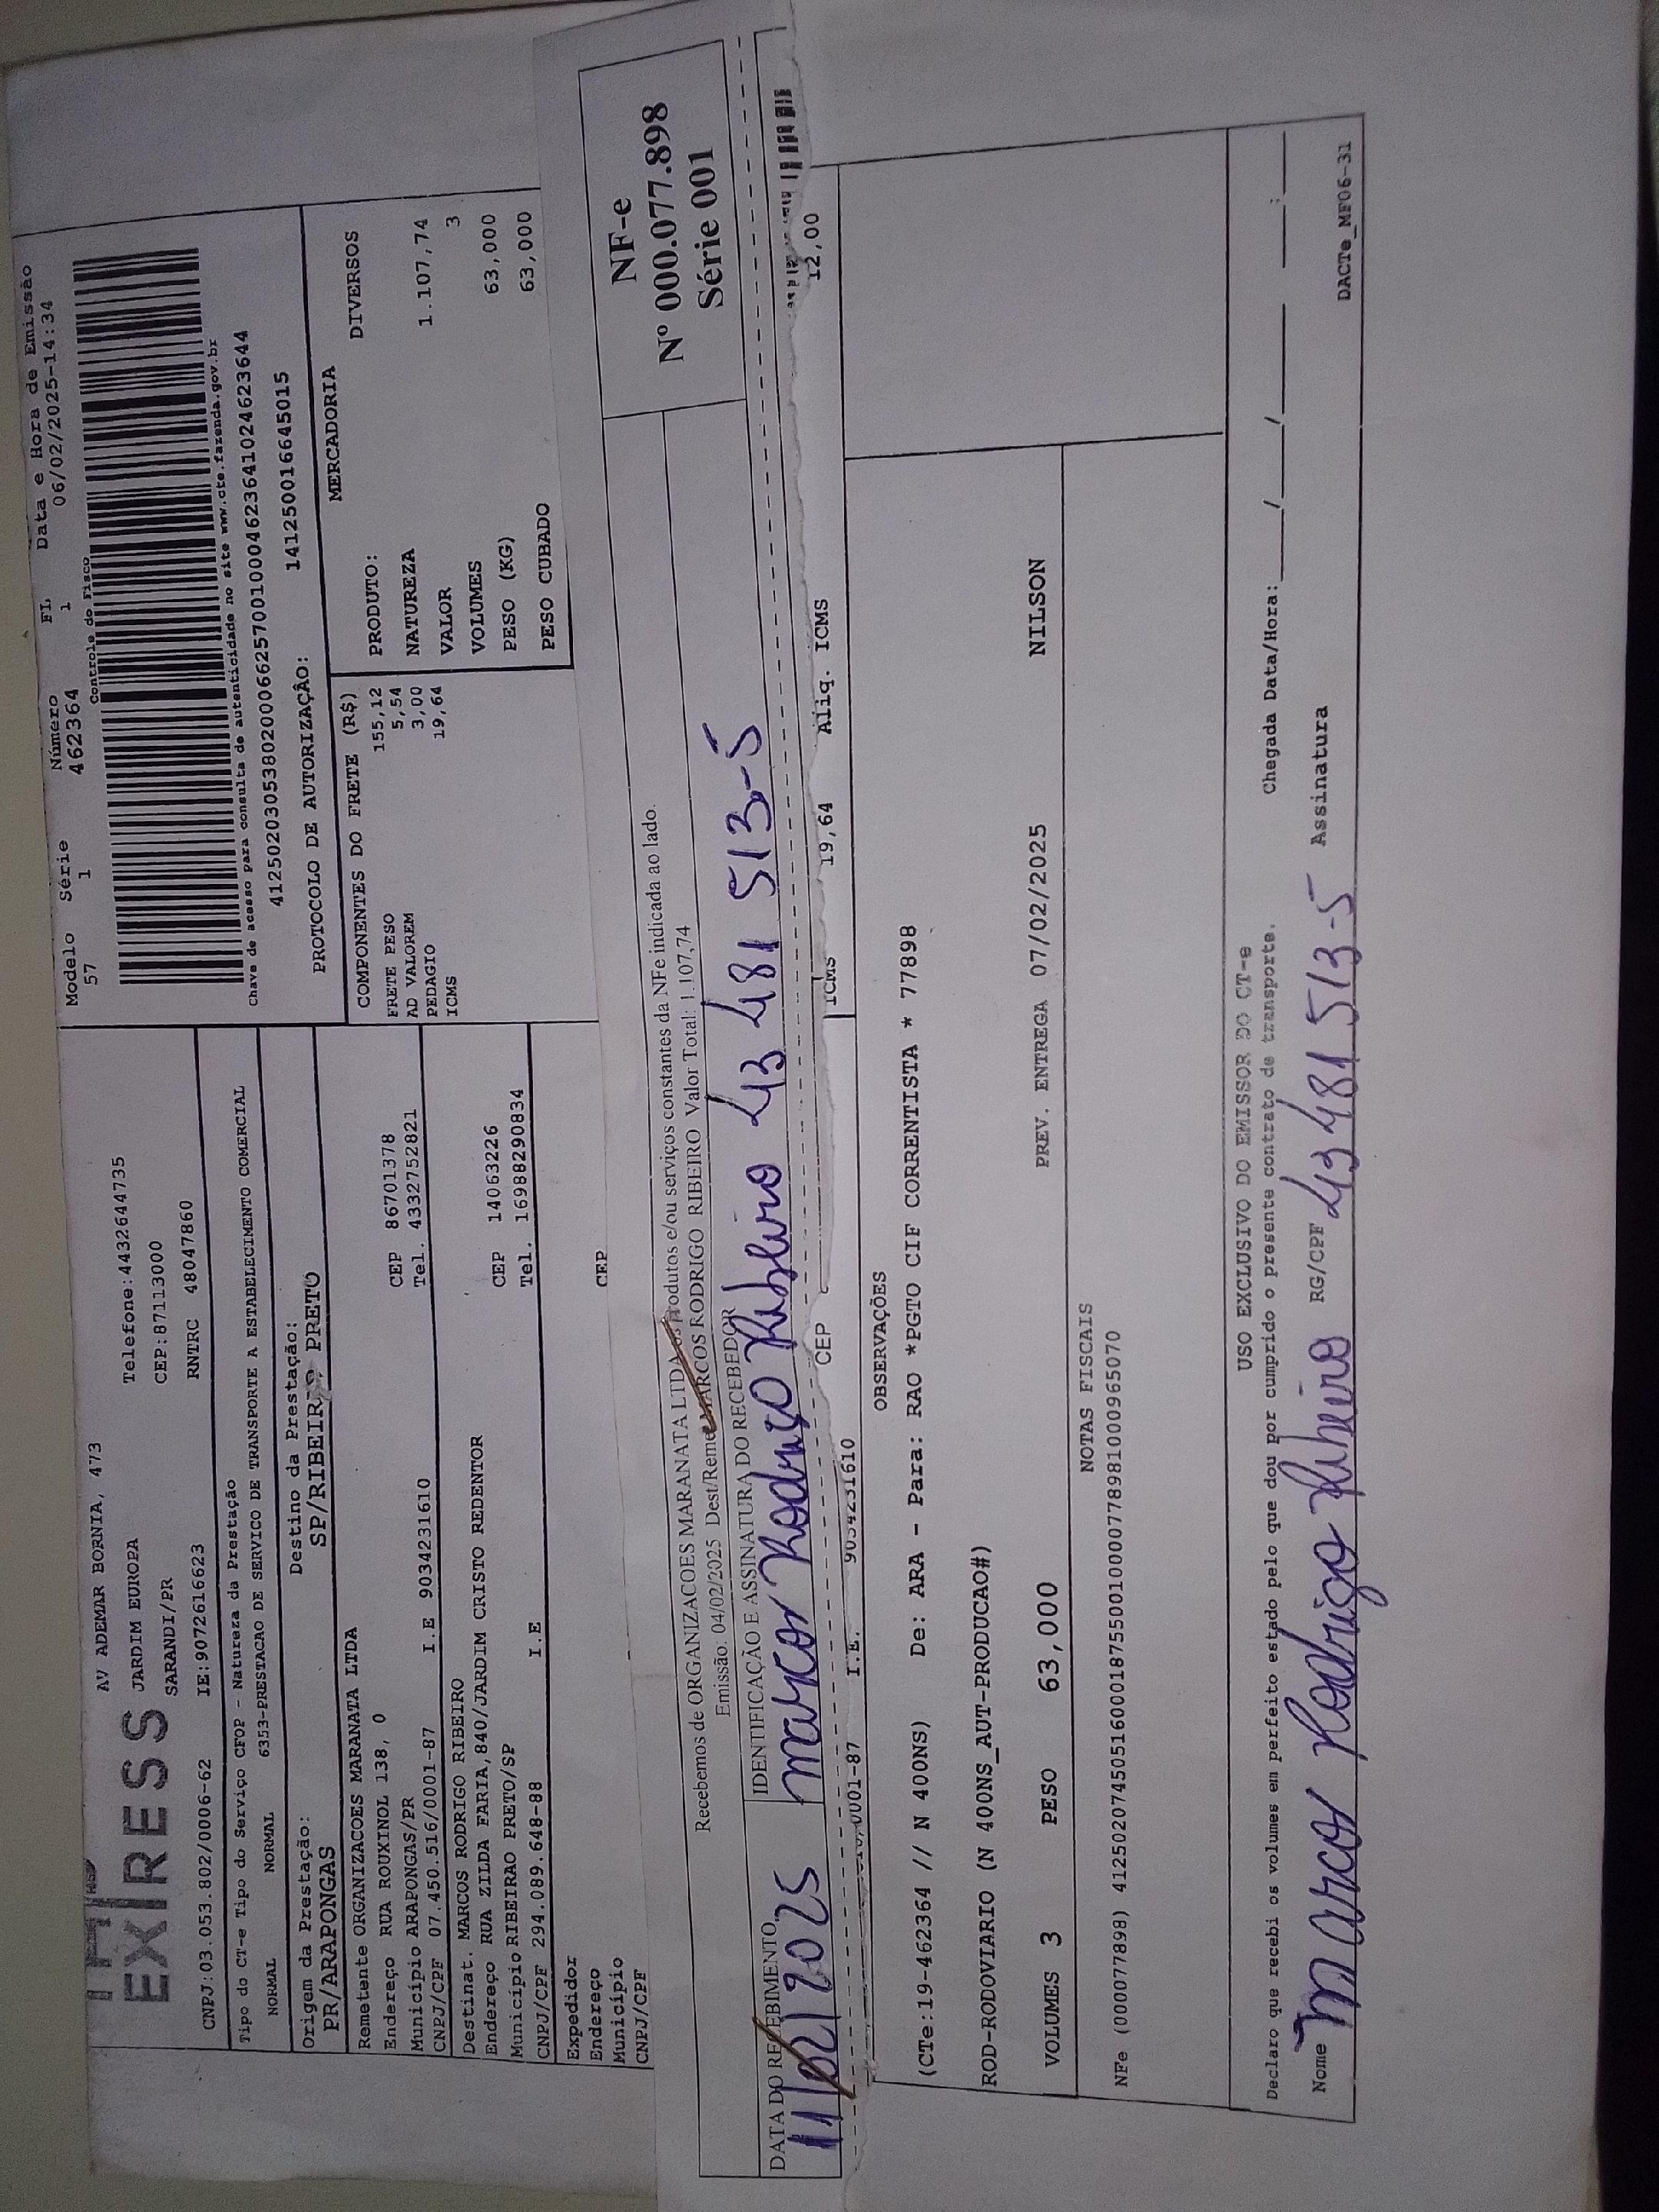 EXPRESS
AV ADEMAR BORNIA, 473
JARDIM EUROPA
Telefone:4432644735
SARANDI/PR
CEP:87113000
CNPJ:03.053.802/0006-62 IE:9072616623 RNTRC 48047860
Modelo Série Número FL Data e Hora de Emissão
57 1 462364 1 06/02/2025-14:34
Controle do Fisco
Chave de acesso para consulta de autenticidade no site www.cte.fazenda.gov.br
41250203053802000662570010004623641024623644
PROTOCOLO DE AUTORIZAÇÃO: 141250016645015
Tipo do CT-e Tipo do Serviço CFOP - Natureza da Prestação
NORMAL NORMAL 6353-PRESTACAO DE SERVICO DE TRANSPORTE A ESTABELECIMENTO COMERCIAL
Origem da Prestação: Destino da Prestação:
PR/ARAPONGAS SP/RIBEIRAO PRETO
Remetente ORGANIZACOES MARANATA LTDA
Endereço RUA ROUXINOL 138, 0 CEP 86701378
Município ARAPONGAS/PR Tel. 433275282​1
CNPJ/CPF 07.450.516/0001-87 I.E 9034231610
Destinat. MARCOS RODRIGO RIBEIRO
Endereço RUA ZILDA FARIA,840/JARDIM CRISTO REDENTOR CEP 14063226
Município RIBEIRAO PRETO/SP Tel. 16988290834
CNPJ/CPF 294.089.648-88 I.E
Expedidor
Endereço CEP
Município
CNPJ/CPF
COMPONENTES DO FRETE (R$)
FRETE PESO 155,12
AD VALOREM 5,54
PEDAGIO 3,00
ICMS 19,64
MERCADORIA
PRODUTO: DIVERSOS
NATUREZA
VALOR 1.107,74
VOLUMES 3
PESO (KG) 63,000
PESO CUBADO 63,000
Recebemos de ORGANIZACOES MARANATA LTDA os produtos e/ou serviços constantes da NFe indicada ao lado.
Emissão: 04/02/2025 Dest/Reme: MARCOS RODRIGO RIBEIRO Valor Total: 1.107,74
NF-e
Nº 000.077.898
Série 001
DATA DO RECEBIMENTO IDENTIFICAÇÃO E ASSINATURA DO RECEBEDOR
11/02/2025 Marcos Rodrigo Ribeiro 43 481 513-5
0001-87 I.E. 9034231610 CEP
ICMS 19,64 Aliq. ICMS 12,00
OBSERVAÇÕES
(CTe:19-462364 // N 400NS) De: ARA - Para: RAO *PGTO CIF CORRENTISTA * 77898
ROD-RODOVIARIO (N 400NS_AUT-PRODUCAO#)
VOLUMES 3 PESO 63,000 PREV. ENTREGA 07/02/2025 NILSON
NOTAS FISCAIS
NFe (000077898) 41250207450516000187550010000778981000965070
USO EXCLUSIVO DO EMISSOR DO CT-e
Declaro que recebi os volumes em perfeito estado pelo que dou por cumprido o presente contrato de transporte. Chegada Data/Hora: ___/___/___ ___:___
Nome Marcos Rodrigo Ribeiro RG/CPF 43 481 513-5 Assinatura
DACTe_MF06-31